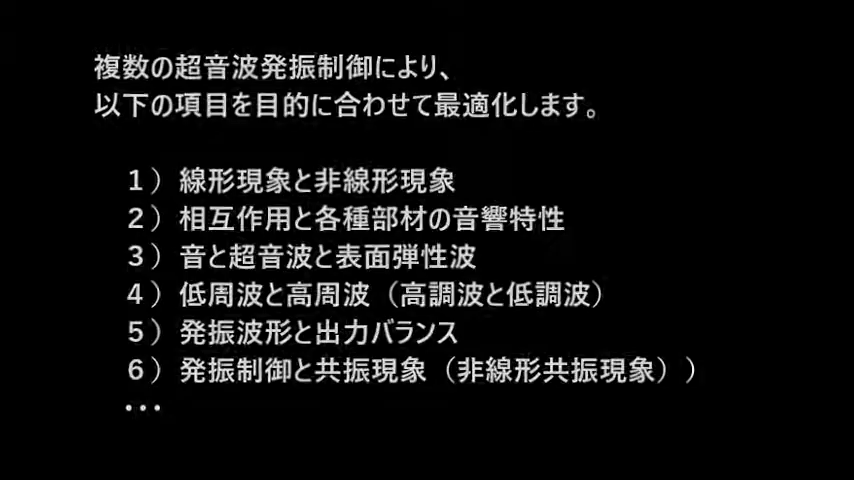 複数の超音波発振制御により、
以下の項目を目的に合わせて最適化します。
１）線形現象と非線形現象
２）相互作用と各種部材の音響特性
３）音と超音波と表面弾性波
４）低周波と高周波（高調波と低調波）
５）発振波形と出力バランス
６）発振制御と共振現象（非線形共振現象））
・・・